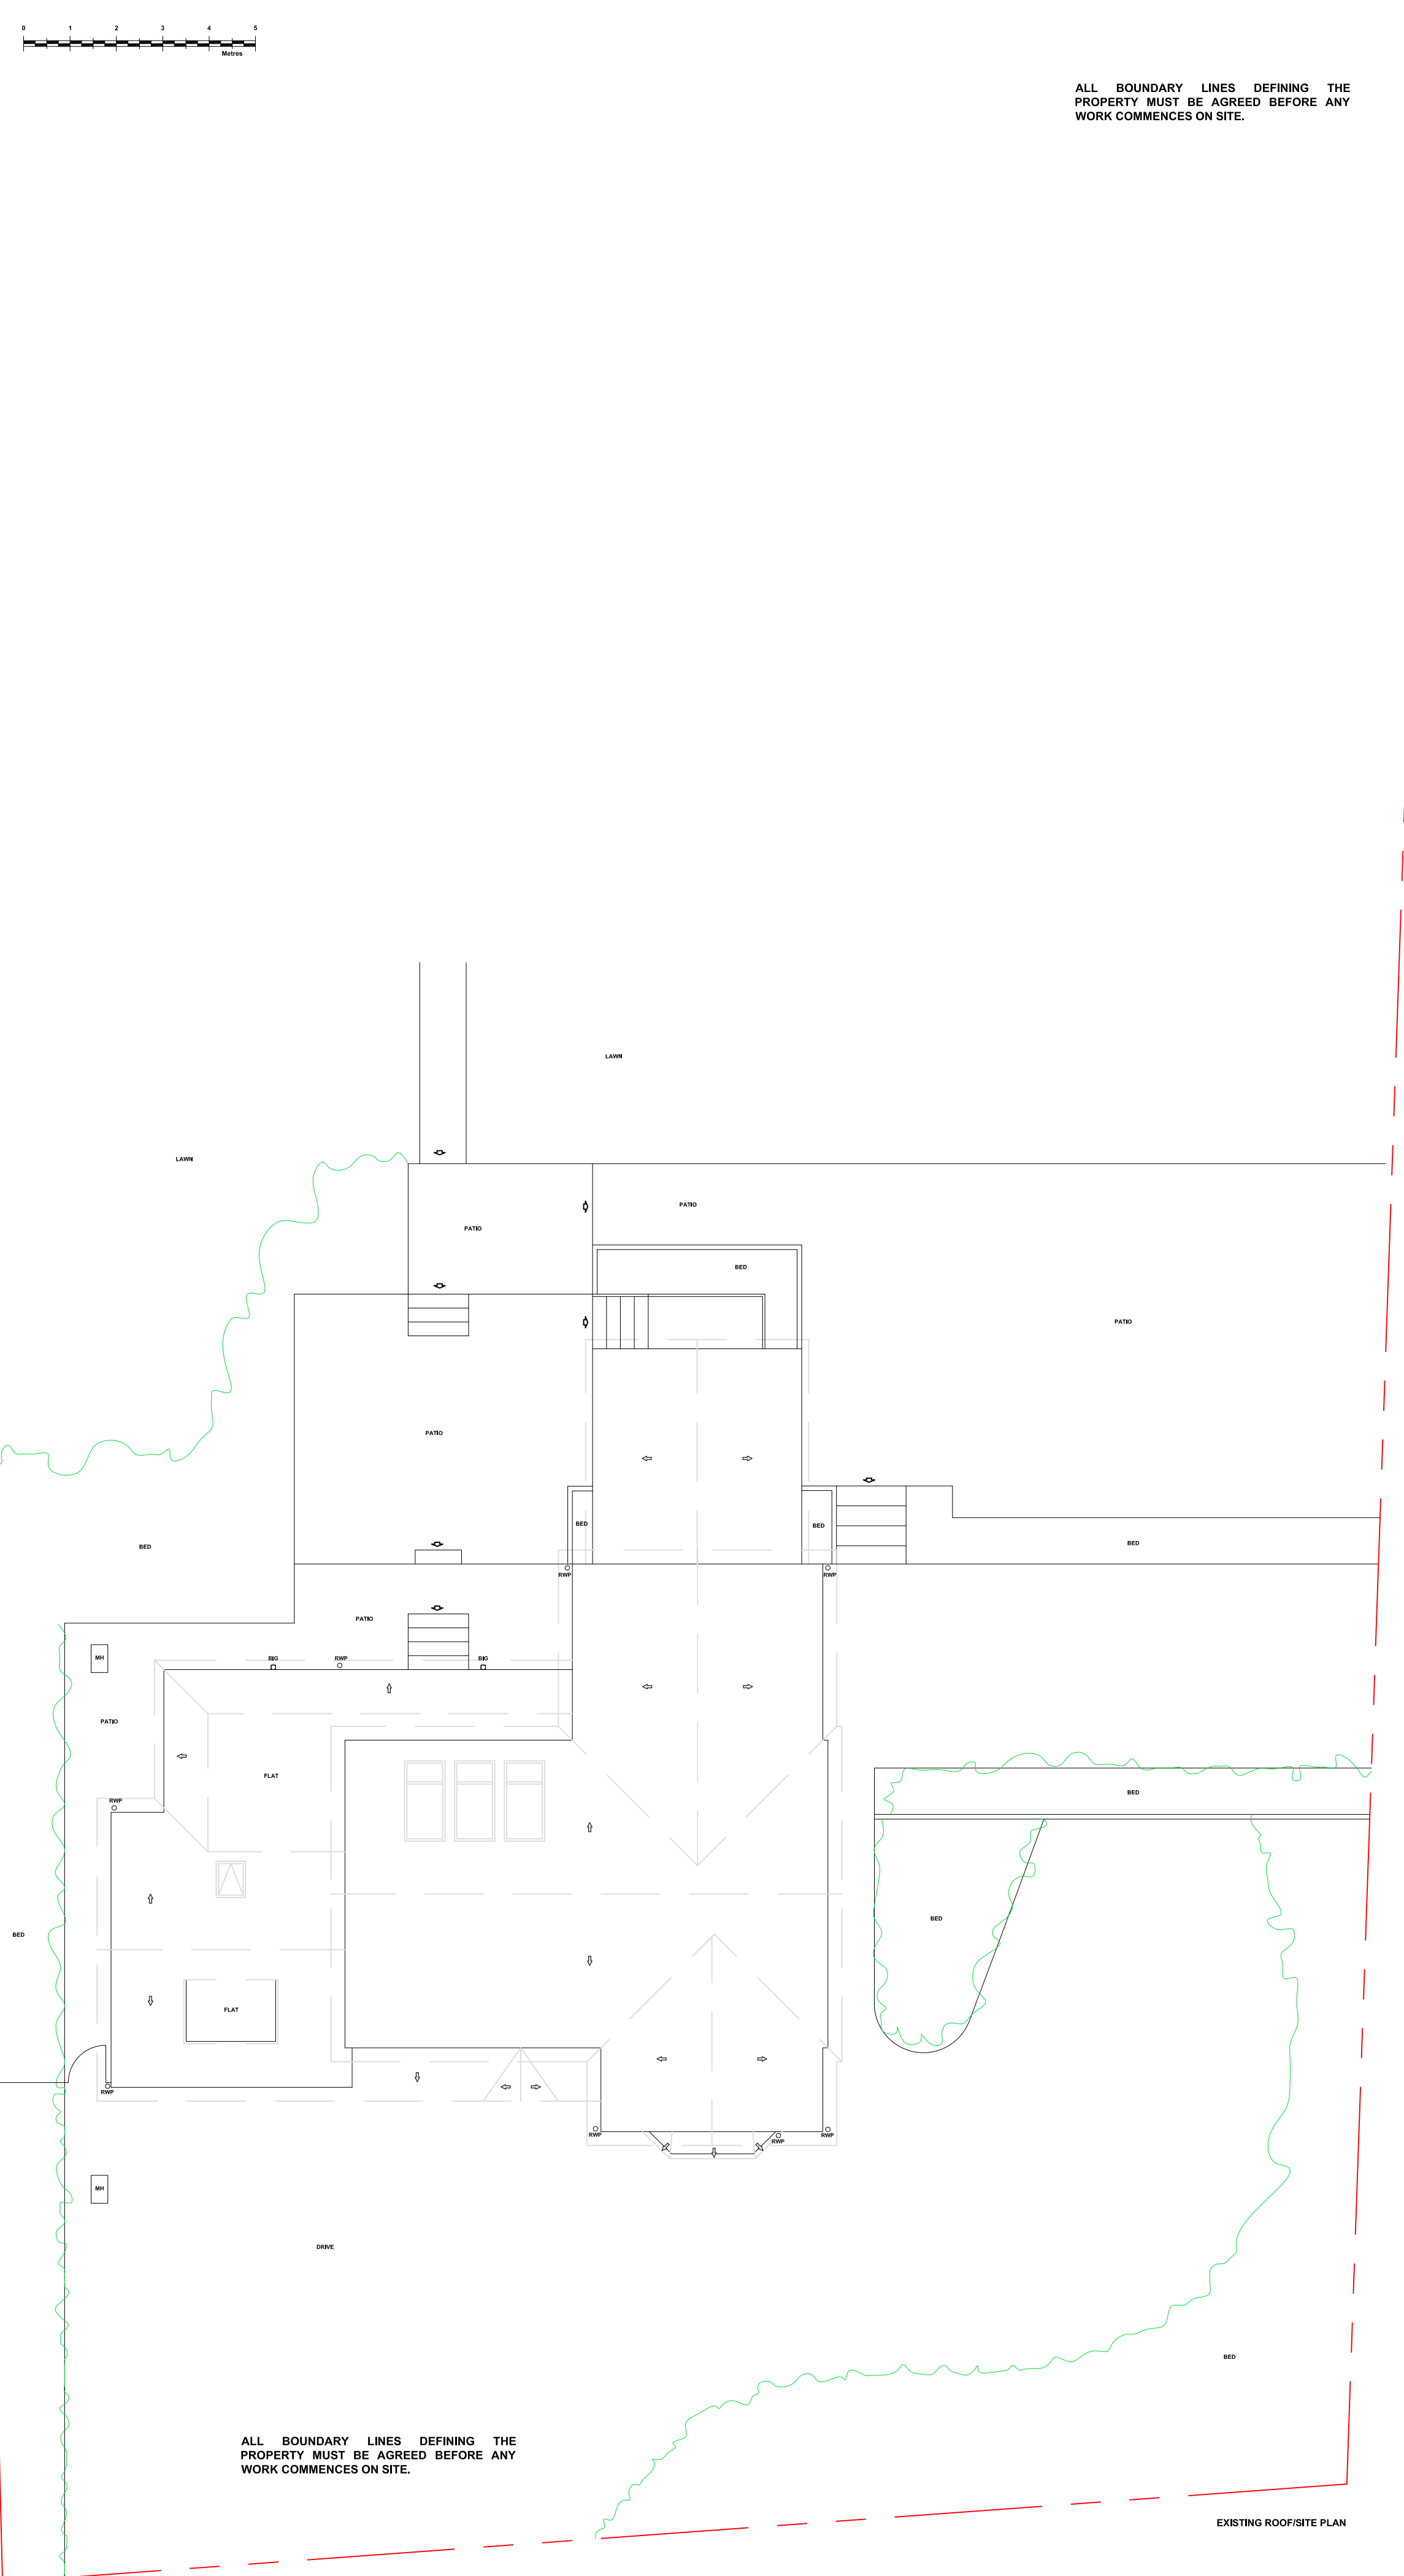 0 1 2 3 4 5
Metres
ALL BOUNDARY LINES DEFINING THE
PROPERTY MUST BE AGREED BEFORE ANY
WORK COMMENCES ON SITE.
LAWN
LAWN
PATIO
PATIO
BED
PATIO
PATIO
BED
BED
BED
BED
RWP
RWP
PATIO
MH
BIG
RWP
BIG
PATIO
FLAT
BED
RWP
BED
BED
FLAT
RWP
RWP
RWP
RWP
MH
DRIVE
BED
ALL BOUNDARY LINES DEFINING THE
PROPERTY MUST BE AGREED BEFORE ANY
WORK COMMENCES ON SITE.
EXISTING ROOF/SITE PLAN